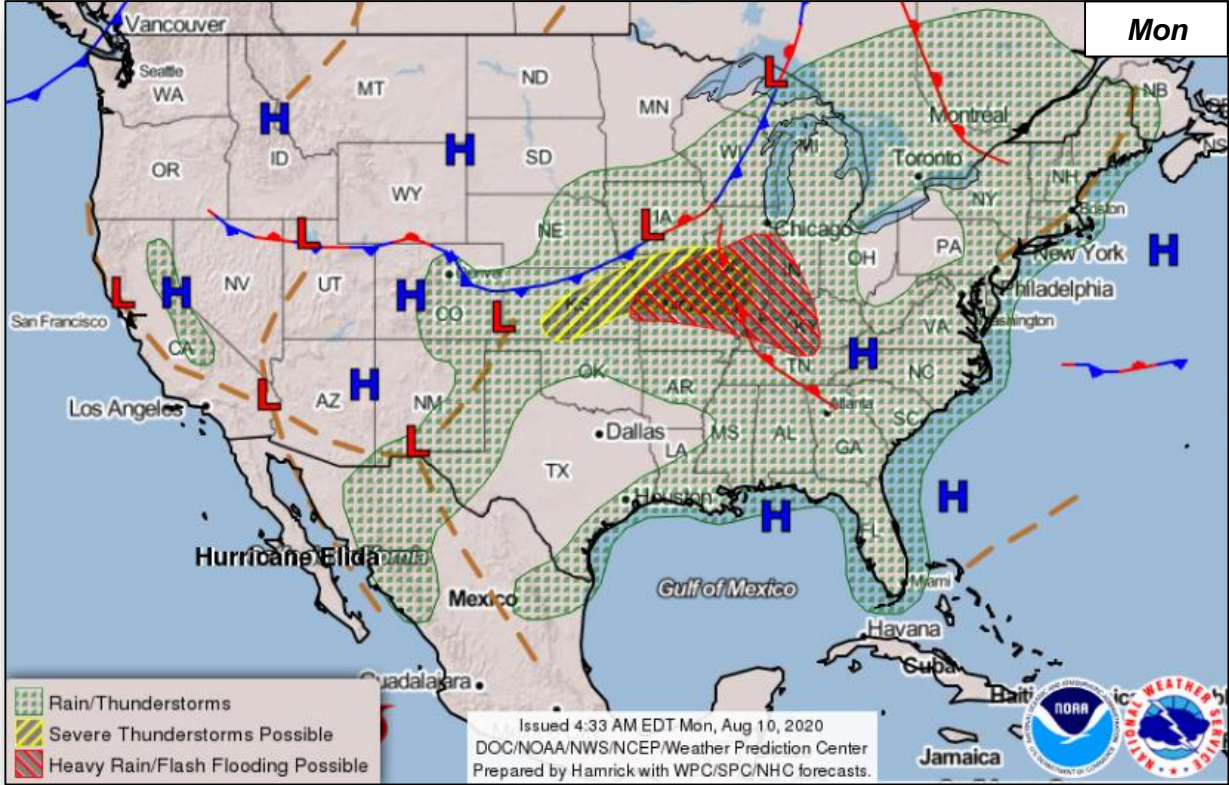 Mon
Vancouver
Seattle
WA
MT
ND
MN
NB
Montreal
OR
ID
WY
SD
WI
MI
Toronto
NH
NY
Boston
NE
IA
Chicago
OH
PA
New York
Denver
NV
UT
CO
KS
Philadelphia
San Francisco
CA
KY
VA
Washington
OK
TN
NC
Los Angeles
AZ
NM
AR
Atlanta
SC
Dallas
MS
AL
GA
TX
LA
Houston
FL
Hurricane Elida
Mexico
Gulf of Mexico
Miami
Havana
Cuba
Guadalajara
Jamaica
H
H
L
L
L
H
L
H
H
L
L
H
H
L
L
H
H
H
Rain/Thunderstorms
Severe Thunderstorms Possible
Heavy Rain/Flash Flooding Possible
Issued 4:33 AM EDT Mon, Aug 10, 2020
DOC/NOAA/NWS/NCEP/Weather Prediction Center
Prepared by Hamrick with WPC/SPC/NHC forecasts.
NOAA
NATIONAL WEATHER SERVICE